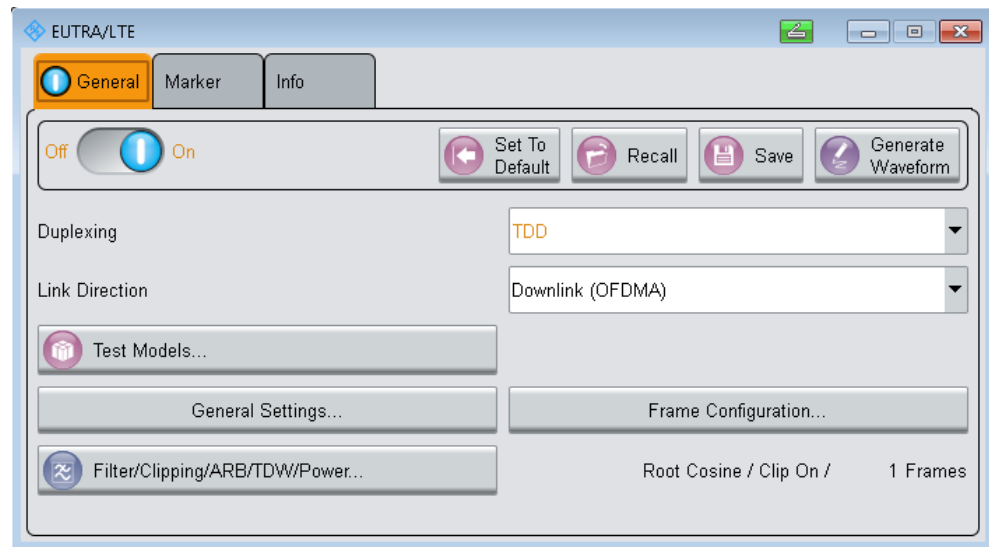 EUTRA/LTE
General
Marker
Info
Off
On
Set To
Default
Recall
Save
Generate
Waveform
Duplexing
TDD
Link Direction
Downlink (OFDMA)
Test Models...
General Settings...
Frame Configuration...
Filter/Clipping/ARB/TDW/Power...
Root Cosine / Clip On / 1 Frames